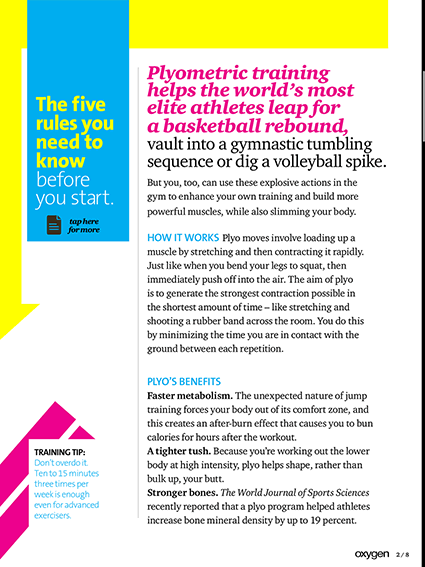 The five
rules you
need to
know
before
you start.
tap here
for more
Plyometric training
helps the world's most
elite athletes leap for
a basketball rebound,
vault into a gymnastic tumbling
sequence or dig a volleyball spike.
But you, too, can use these explosive actions in the
gym to enhance your own training and build more
powerful muscles, while also slimming your body.
HOW IT WORKS Plyo moves involve loading up a
muscle by stretching and then contracting it rapidly.
Just like when you bend your legs to squat, then
immediately push off into the air. The aim of plyo
is to generate the strongest contraction possible in
the shortest amount of time – like stretching and
shooting a rubber band across the room. You do this
by minimizing the time you are in contact with the
ground between each repetition.
PLYO'S BENEFITS
Faster metabolism. The unexpected nature of jump
training forces your body out of its comfort zone, and
this creates an after-burn effect that causes you to bun
calories for hours after the workout.
A tighter tush. Because you're working out the lower
body at high intensity, plyo helps shape, rather than
bulk up, your butt.
Stronger bones. The World Journal of Sports Sciences
recently reported that a plyo program helped athletes
increase bone mineral density by up to 19 percent.
TRAINING TIP:
Don't overdo it.
Ten to 15 minutes
three times per
week is enough
even for advanced
exercisers.
oxygen 2 / 8